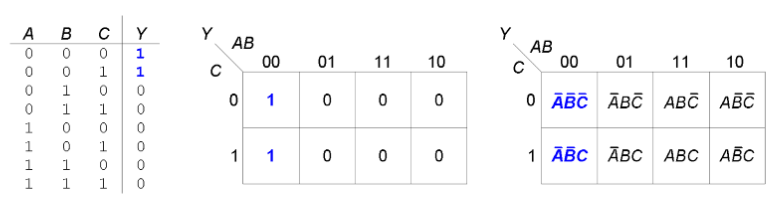 A B C Y
0 0 0 1
0 0 1 1
0 1 0 0
0 1 1 0
1 0 0 0
1 0 1 0
1 1 0 0
1 1 1 0
Y
AB
C
00 01 11 10
0 1 0 0 0
1 1 0 0 0
Y
AB
C
00 01 11 10
0 A̅B̅C̅ A̅BC̅ ABC̅ AB̅C̅
1 A̅B̅C A̅BC ABC AB̅C